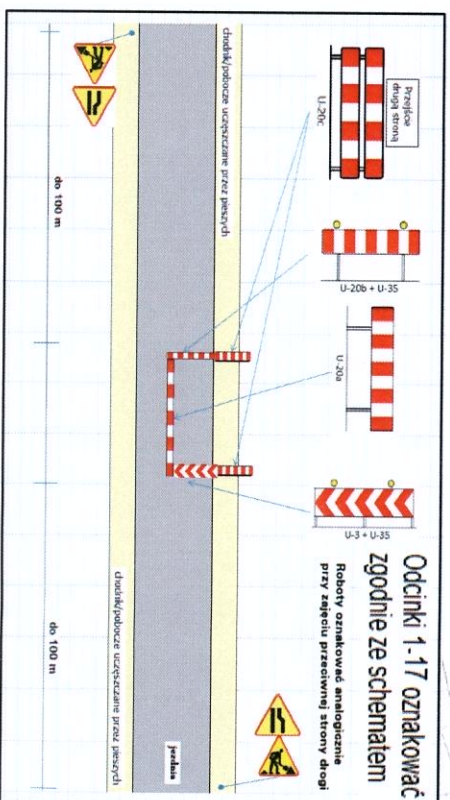 Odcinki 1-17 oznakować
zgodnie ze schematem
Roboty oznakować analogicznie
przy zajęciu przeciwnej strony drogi
Przejście
drugą stroną
U-20c
U-20b + U-35
U-20a
U-3 + U-35
chodnik/pobocze uczęszczane przez pieszych
jezdnia
chodnik/pobocze uczęszczane przez pieszych
do 100 m
do 100 m